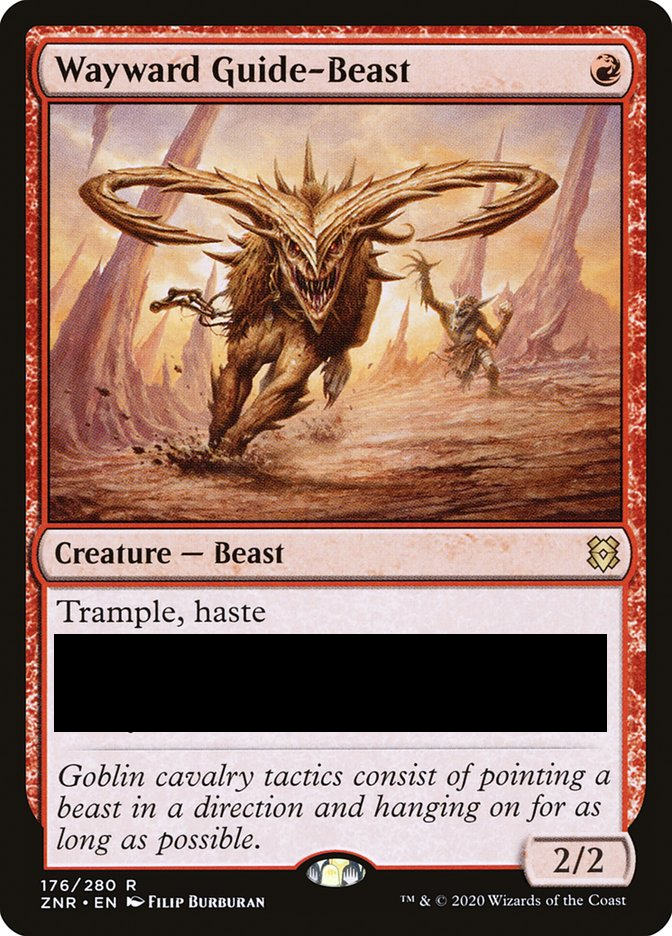 Wayward Guide-Beast
Creature — Beast
Trample, haste
Goblin cavalry tactics consist of pointing a
beast in a direction and hanging on for as
long as possible.
2/2
176/280 R
ZNR • EN Filip Burburan
™ & © 2020 Wizards of the Coast